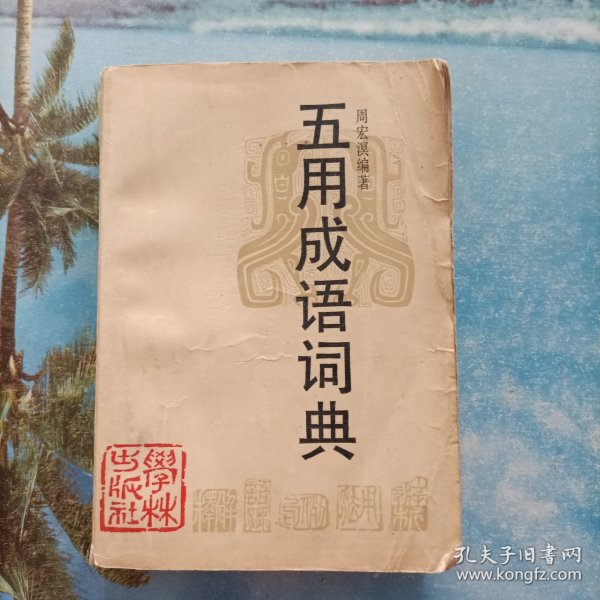 五用成语词典
周宏溟编著
學林
出版社
孔夫子旧书网
www.kongfz.com